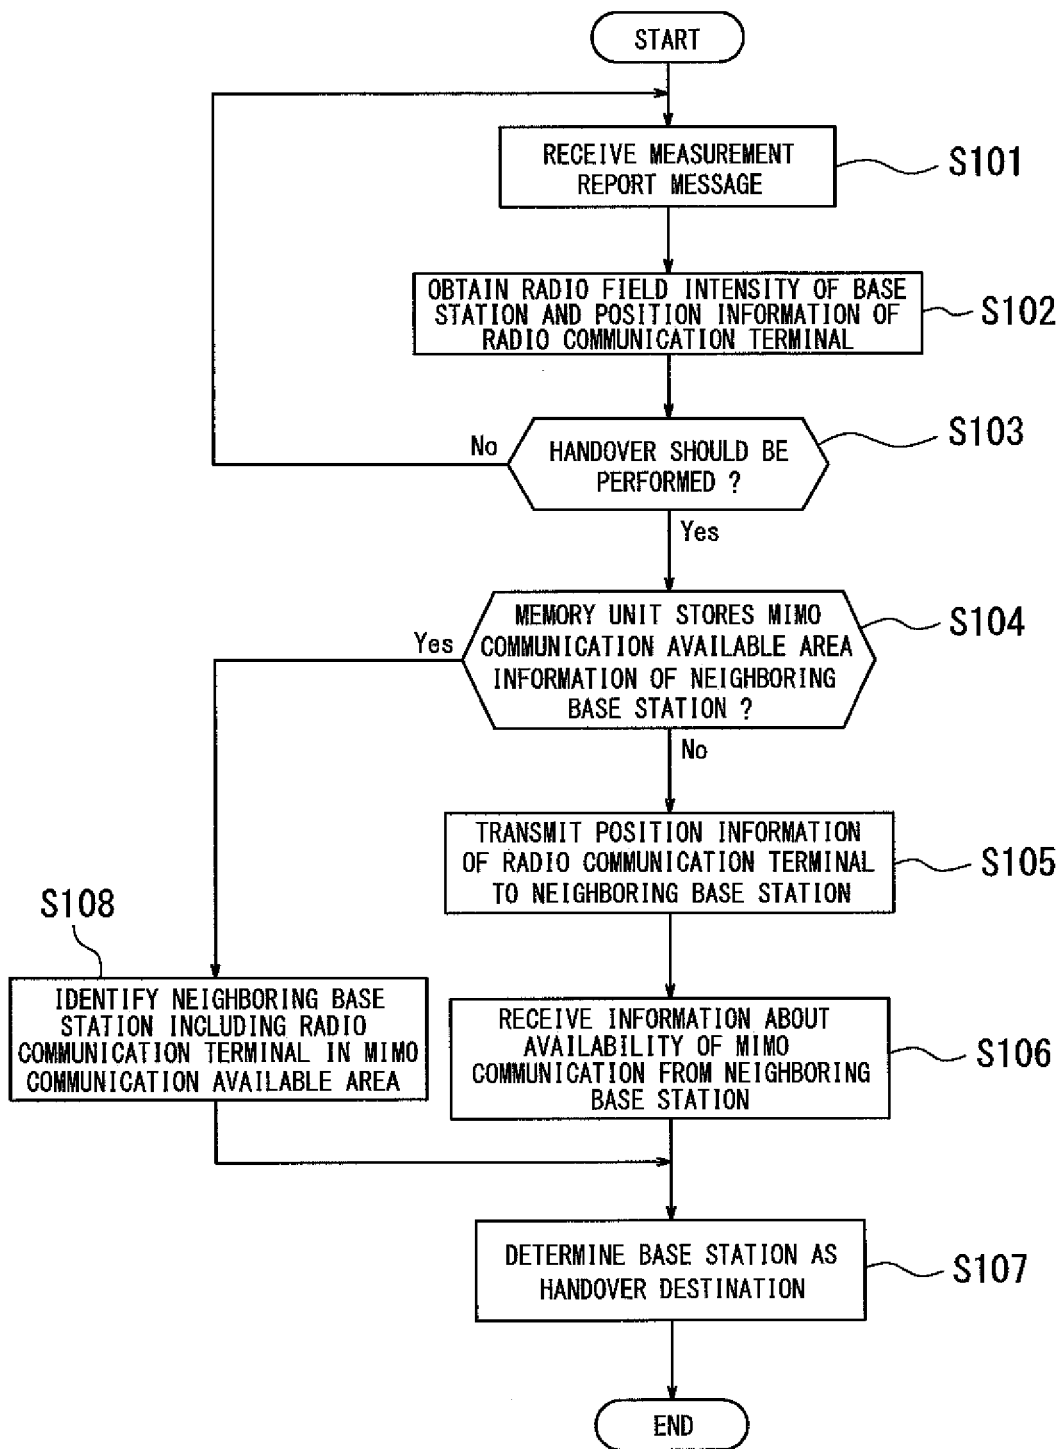 START
RECEIVE MEASUREMENT
REPORT MESSAGE
S101
OBTAIN RADIO FIELD INTENSITY OF BASE
STATION AND POSITION INFORMATION OF
RADIO COMMUNICATION TERMINAL
S102
HANDOVER SHOULD BE
PERFORMED ?
S103
No
Yes
MEMORY UNIT STORES MIMO
COMMUNICATION AVAILABLE AREA
INFORMATION OF NEIGHBORING
BASE STATION ?
S104
Yes
No
TRANSMIT POSITION INFORMATION
OF RADIO COMMUNICATION TERMINAL
TO NEIGHBORING BASE STATION
S105
S108
IDENTIFY NEIGHBORING BASE
STATION INCLUDING RADIO
COMMUNICATION TERMINAL IN MIMO
COMMUNICATION AVAILABLE AREA
RECEIVE INFORMATION ABOUT
AVAILABILITY OF MIMO
COMMUNICATION FROM NEIGHBORING
BASE STATION
S106
DETERMINE BASE STATION AS
HANDOVER DESTINATION
S107
END